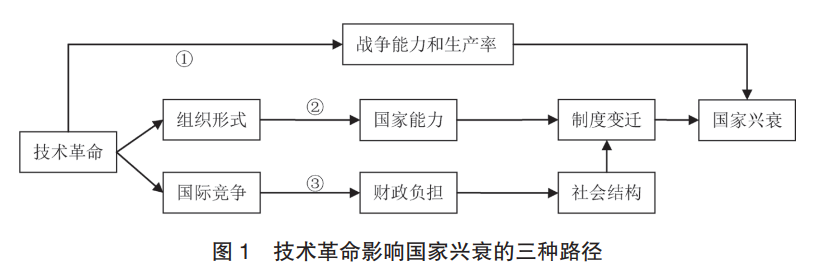 战争能力和生产率
①
组织形式 ② 国家能力 制度变迁 国家兴衰
技术革命
国际竞争 ③ 财政负担 社会结构
图 1 技术革命影响国家兴衰的三种路径